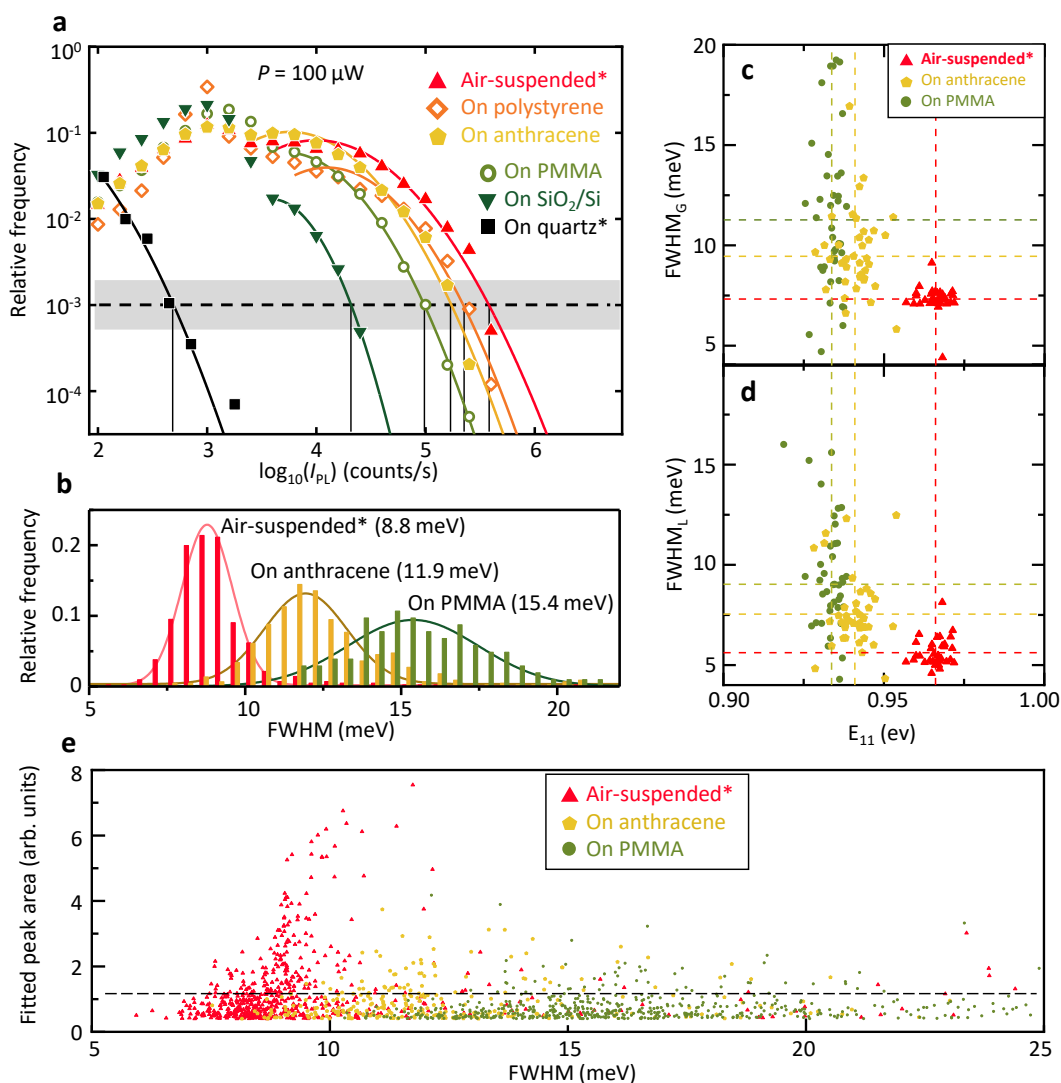 a
10⁰
10⁻¹
10⁻²
10⁻³
10⁻⁴
Relative frequency
P = 100 μW
Air-suspended*
On polystyrene
On anthracene
On PMMA
On SiO₂/Si
On quartz*
2 3 4 5 6
log₁₀(I_PL) (counts/s)
b
0.2
0.1
0
Relative frequency
Air-suspended* (8.8 meV)
On anthracene (11.9 meV)
On PMMA (15.4 meV)
5 10 15 20
FWHM (meV)
c
20
15
10
5
FWHM_G (meV)
Air-suspended*
On anthracene
On PMMA
d
15
10
5
FWHM_L (meV)
0.90 0.95 1.00
E₁₁ (ev)
e
8
6
4
2
0
Fitted peak area (arb. units)
Air-suspended*
On anthracene
On PMMA
5 10 15 20 25
FWHM (meV)